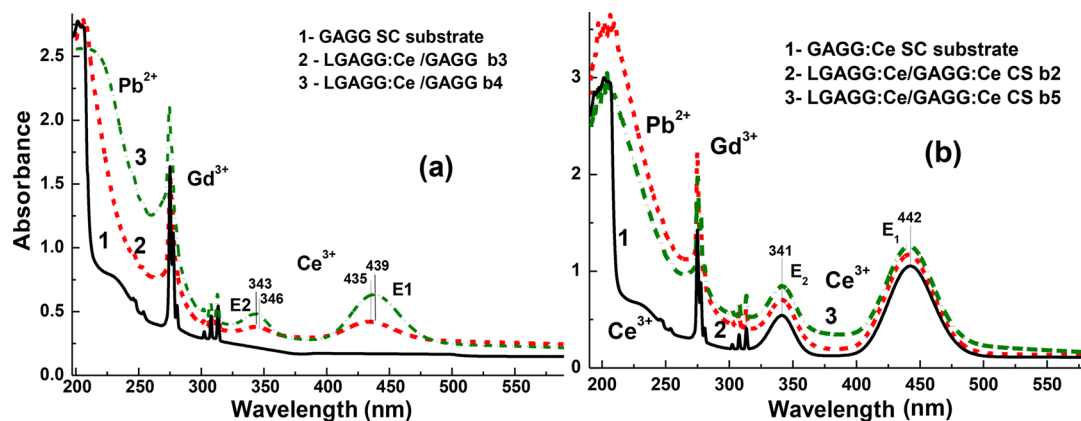 1- GAGG SC substrate
2 - LGAGG:Ce /GAGG b3
3 - LGAGG:Ce /GAGG b4
(a)
Pb2+
Gd3+
Ce3+
1
2
3
343
346
435
439
E2
E1
Absorbance
2.5
2.0
1.5
1.0
0.5
0.0
200 250 300 350 400 450 500 550
Wavelength (nm)
1- GAGG:Ce SC substrate
2- LGAGG:Ce/GAGG:Ce CS b2
3- LGAGG:Ce/GAGG:Ce CS b5
(b)
Pb2+
Gd3+
1
341
E2
E1 442
Ce3+
3
Ce3+
2
3
2
1
0
200 250 300 350 400 450 500 550
Wavelength (nm)